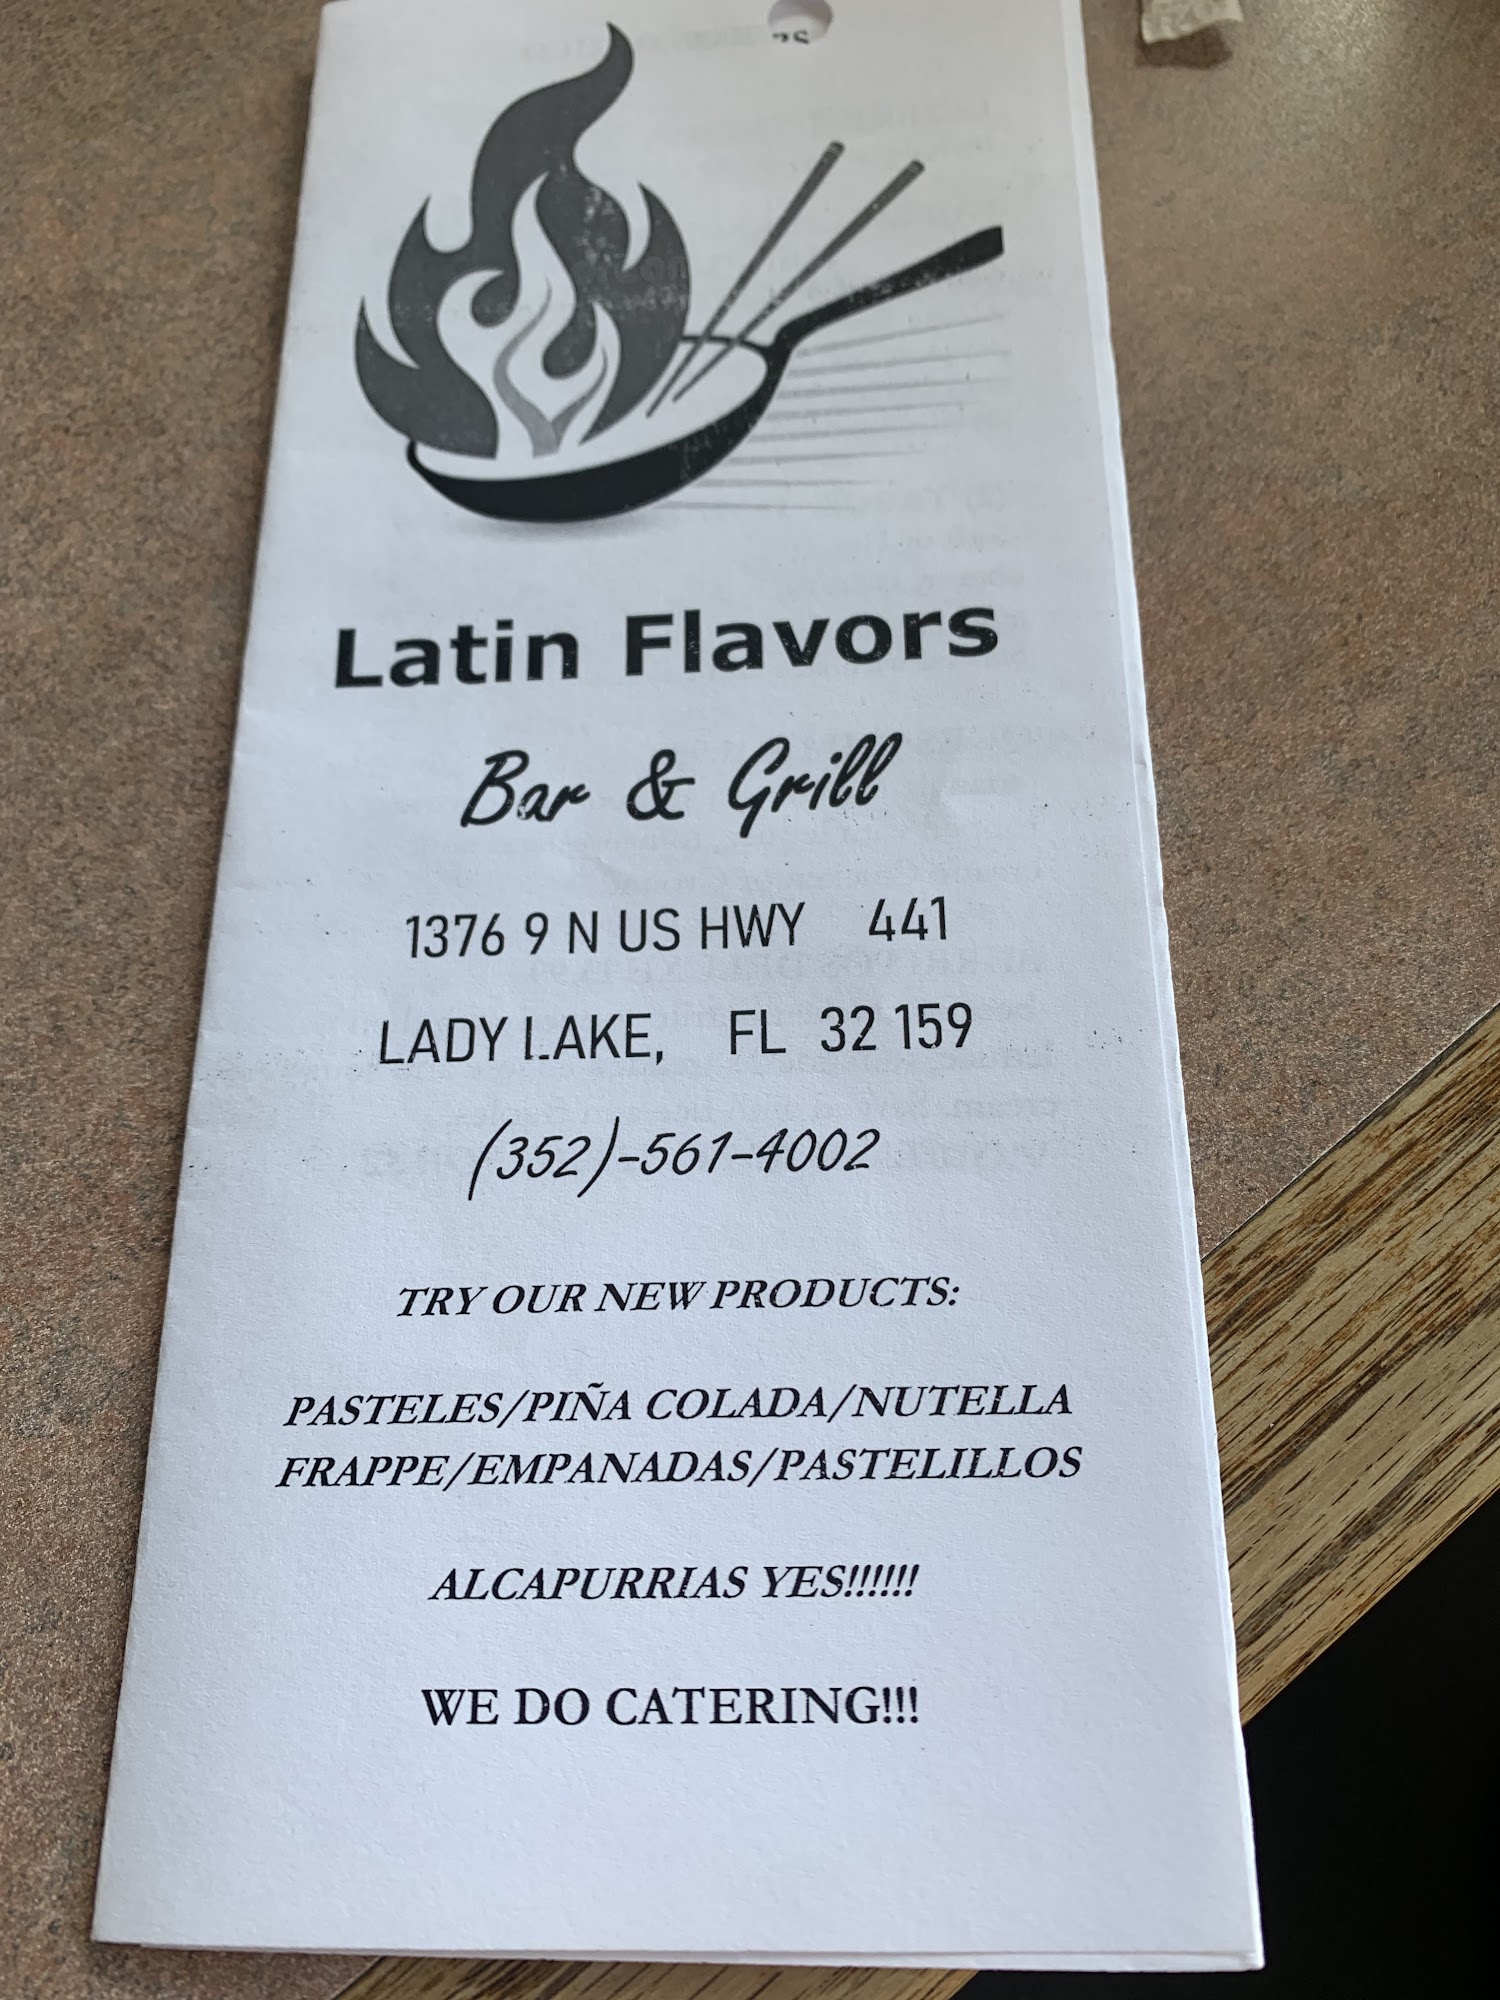 Latin Flavors
Bar & Grill
1376 9 N US HWY 441
LADY LAKE, FL 32 159
(352)-561-4002
TRY OUR NEW PRODUCTS:
PASTELES/PIÑA COLADA/NUTELLA
FRAPPE/EMPANADAS/PASTELILLOS
ALCAPURRIAS YES!!!!!!
WE DO CATERING!!!